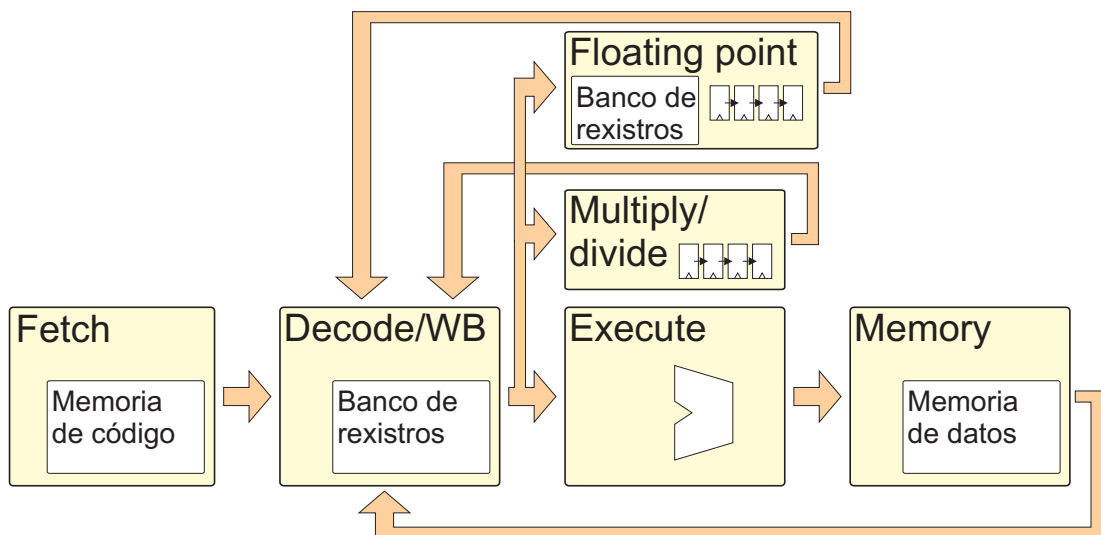 Floating point
Banco de
rexistros
Multiply/
divide
Fetch
Memoria
de código
Decode/WB
Banco de
rexistros
Execute
Memory
Memoria
de datos